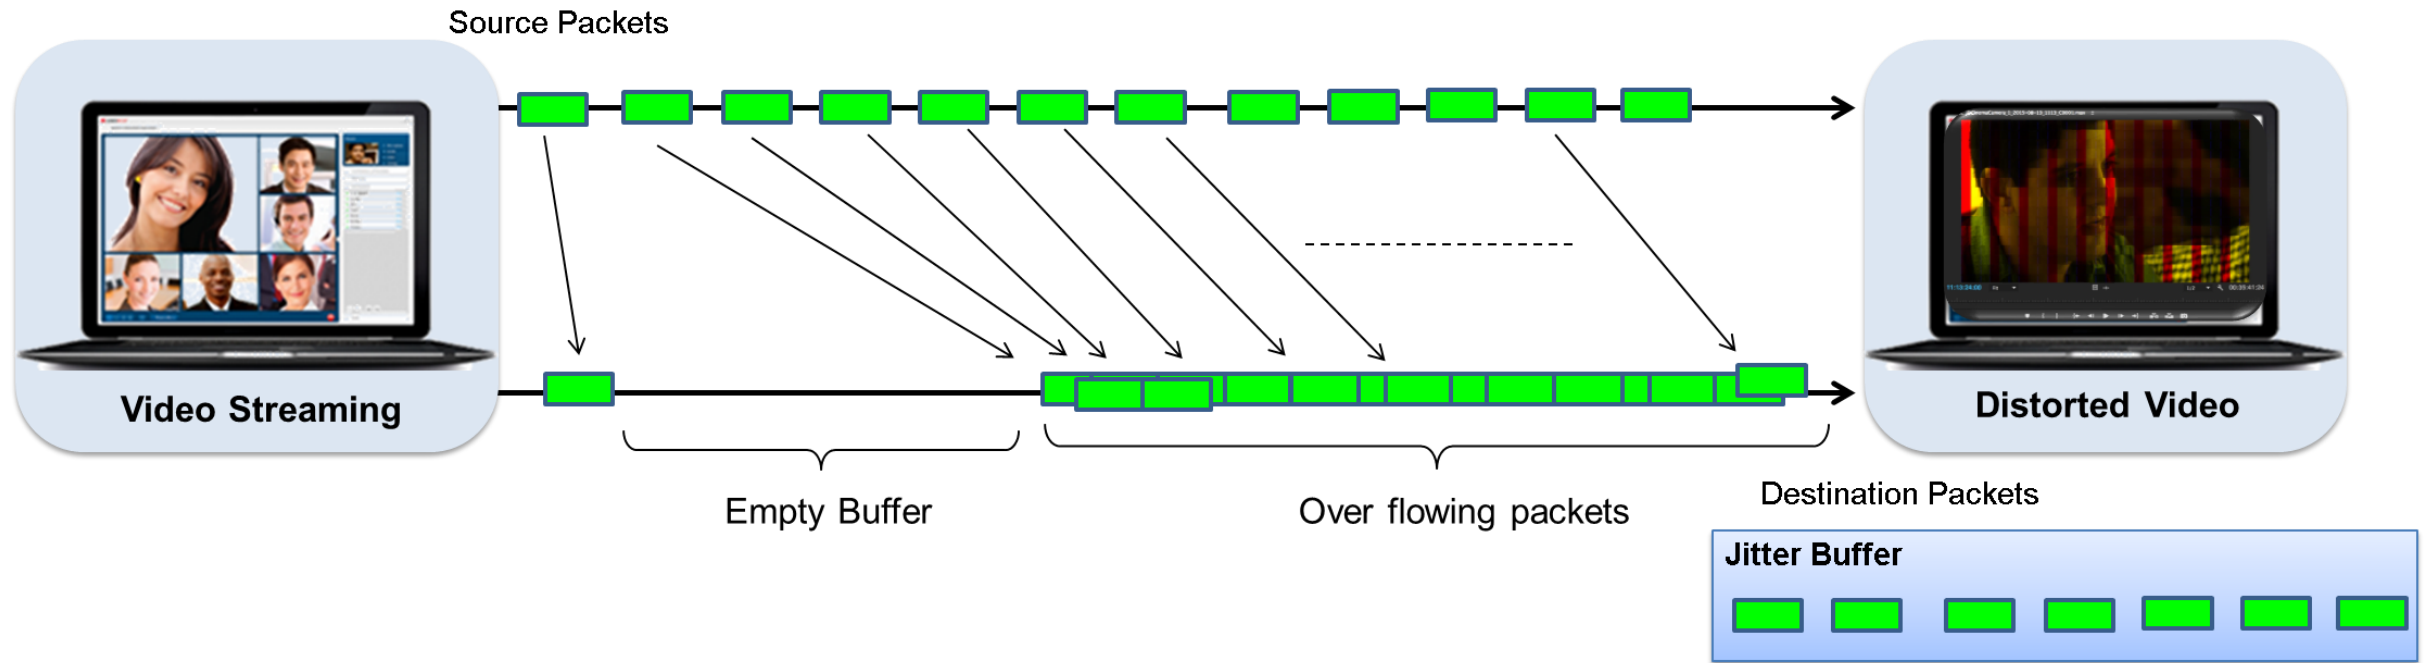 Source Packets
Video Streaming
Distorted Video
Empty Buffer
Over flowing packets
Destination Packets
Jitter Buffer